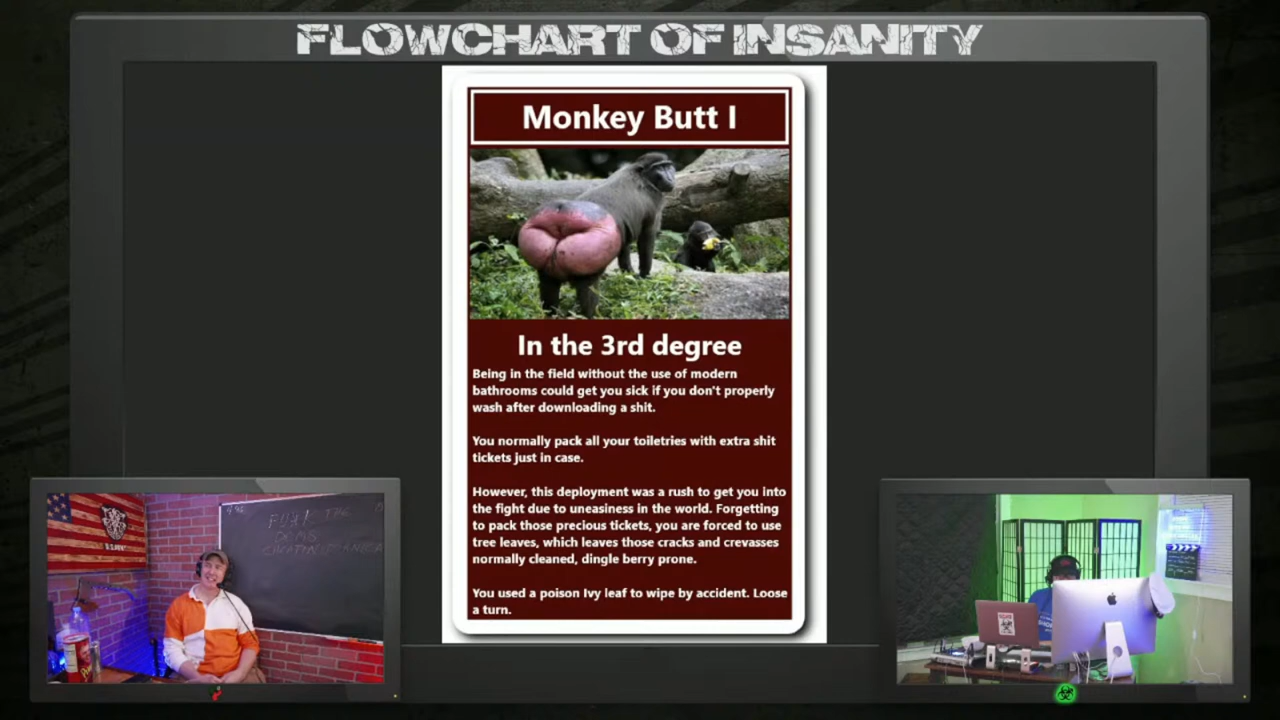 FLOWCHART OF INSANITY
Monkey Butt I
In the 3rd degree
Being in the field without the use of modern
bathrooms could get you sick if you don't properly
wash after downloading a shit.
You normally pack all your toiletries with extra shit
tickets just in case.
However, this deployment was a rush to get you into
the fight due to uneasiness in the world. Forgetting
to pack those precious tickets, you are forced to use
tree leaves, which leaves those cracks and crevasses
normally cleaned, dingle berry prone.
You used a poison Ivy leaf to wipe by accident. Loose
a turn.